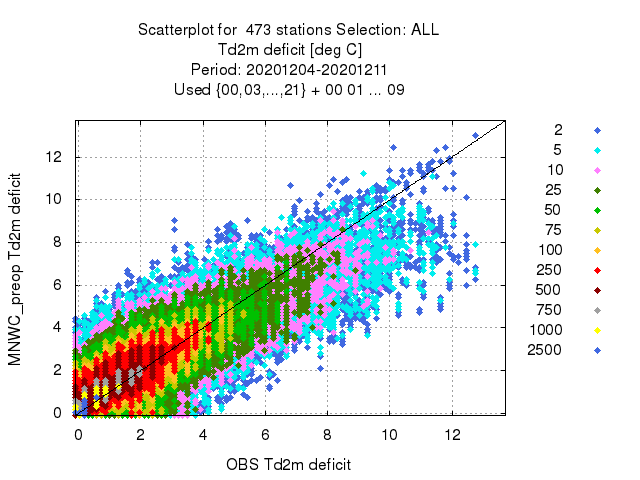 Scatterplot for 473 stations Selection: ALL
Td2m deficit [deg C]
Period: 20201204-20201211
Used {00,03,...,21} + 00 01 ... 09
MNWC_preop Td2m deficit
12
10
8
6
4
2
0
0 2 4 6 8 10 12
OBS Td2m deficit
2
5
10
25
50
75
100
250
500
750
1000
2500